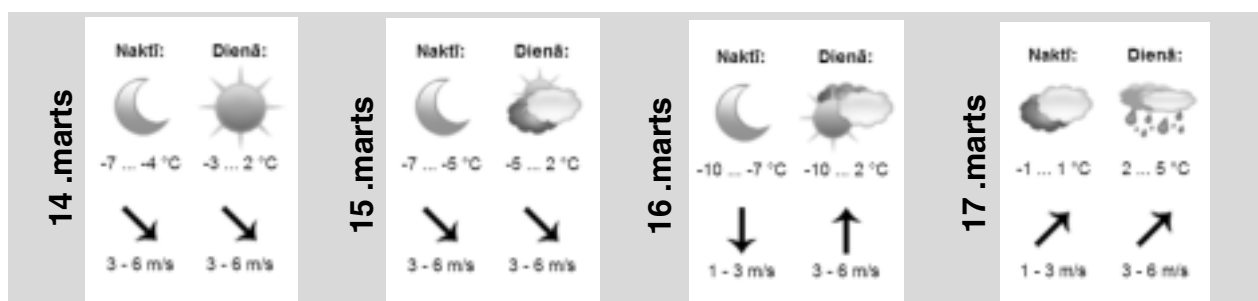 14 .marts
Naktī: Dienā:
-7 ... -4 °C -3 ... 2 °C
3 - 6 m/s 3 - 6 m/s
15 .marts
Naktī: Dienā:
-7 ... -5 °C -5 ... 2 °C
3 - 6 m/s 3 - 6 m/s
16 .marts
Naktī: Dienā:
-10 ... -7 °C -10 ... 2 °C
1 - 3 m/s 3 - 6 m/s
17 .marts
Naktī: Dienā:
-1 ... 1 °C 2 ... 5 °C
1 - 3 m/s 3 - 6 m/s